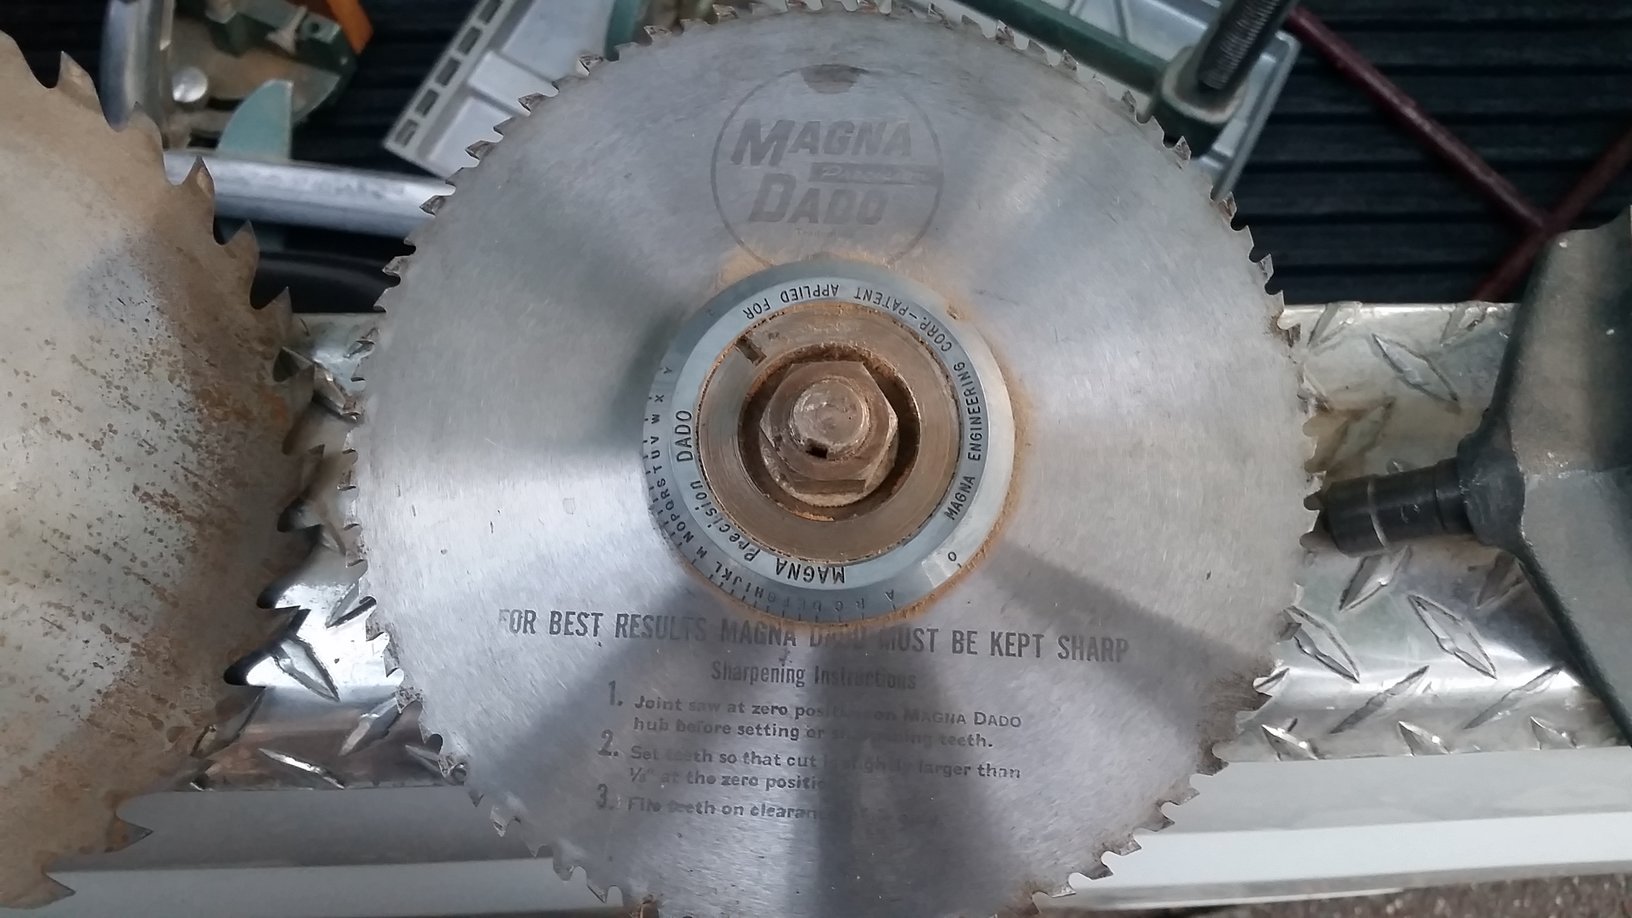 MAGNA
Precision
DADO
MAGNA ENGINEERING CORP.-PATENT APPLIED FOR
MAGNA Precision DADO
O A B C D E F G H I J K L M N O P Q R S T U V W X Y
FOR BEST RESULTS MAGNA DADO MUST BE KEPT SHARP
Sharpening Instructions
1. Joint saw at zero position on MAGNA DADO
hub before setting or sharpening teeth.
2. Set teeth so that cut is slightly larger than
1/8" at the zero position
3. File teeth on clearance